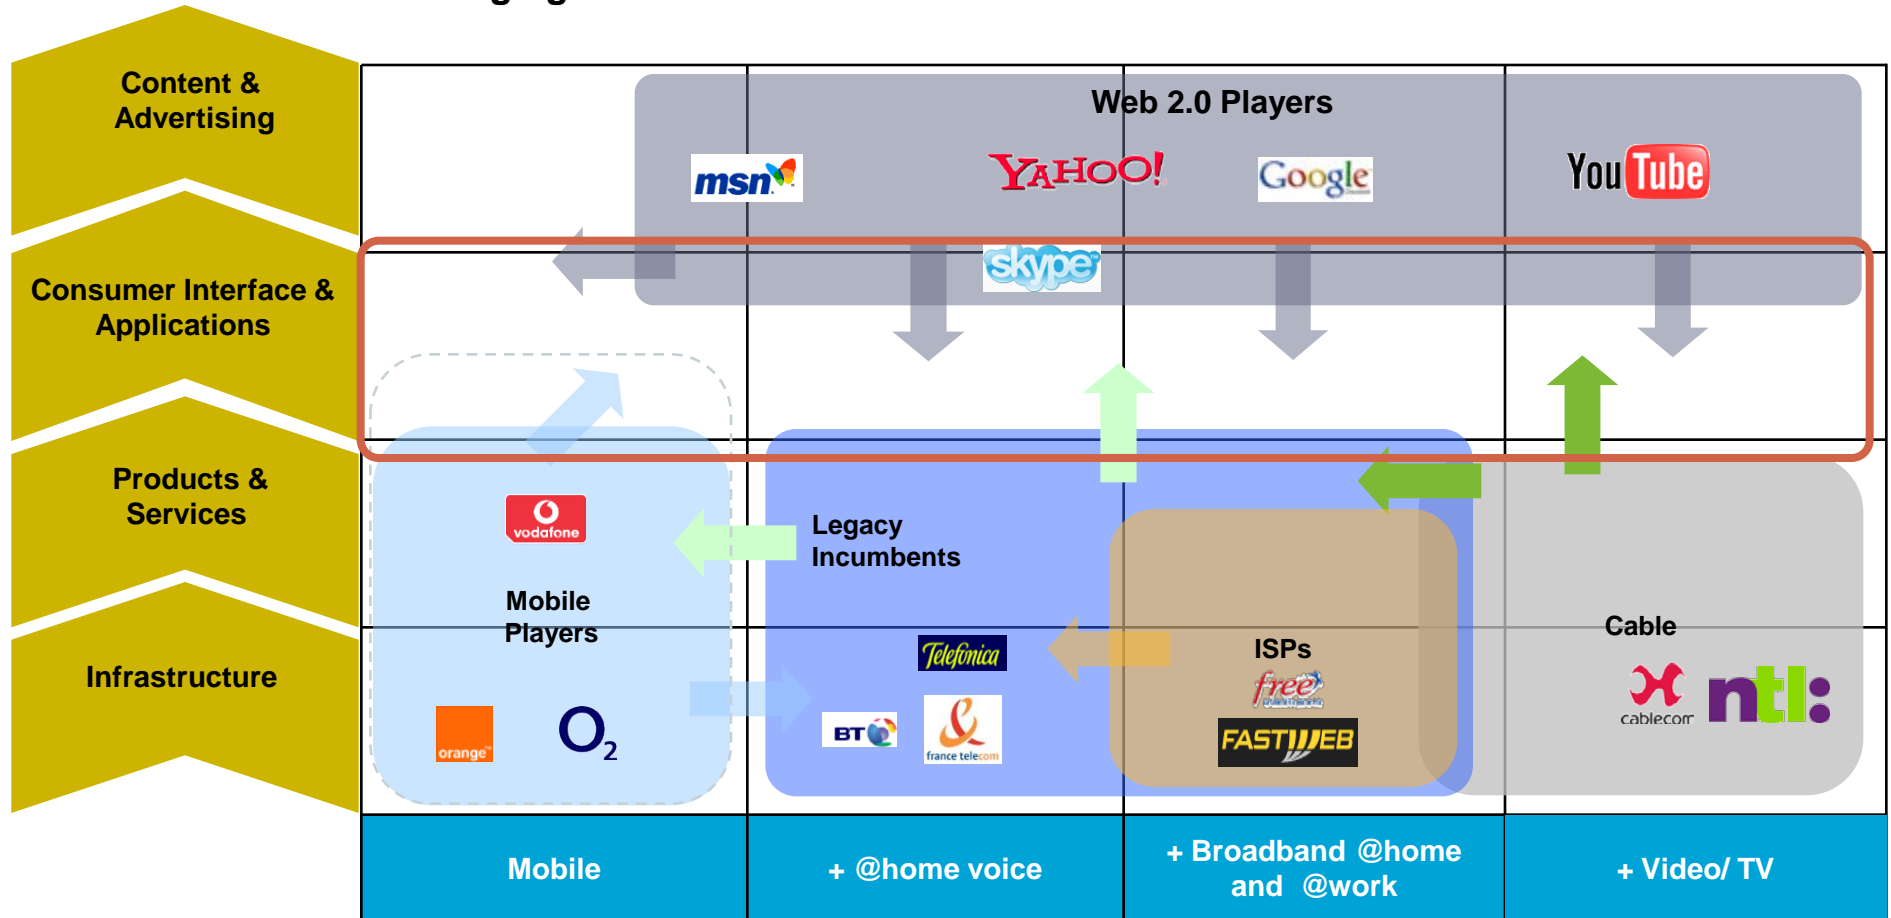 Content &
Advertising
Web 2.0 Players
msn
YAHOO!
Google
You Tube
skype
Consumer Interface &
Applications
Products &
Services
vodafone
Legacy
Incumbents
Mobile
Players
Cable
Infrastructure
Telefónica
ISPs
free
cablecom
ntl:
orange
O2
BT
france telecom
FASTWEB
Mobile
+ @home voice
+ Broadband @home
and @work
+ Video/ TV